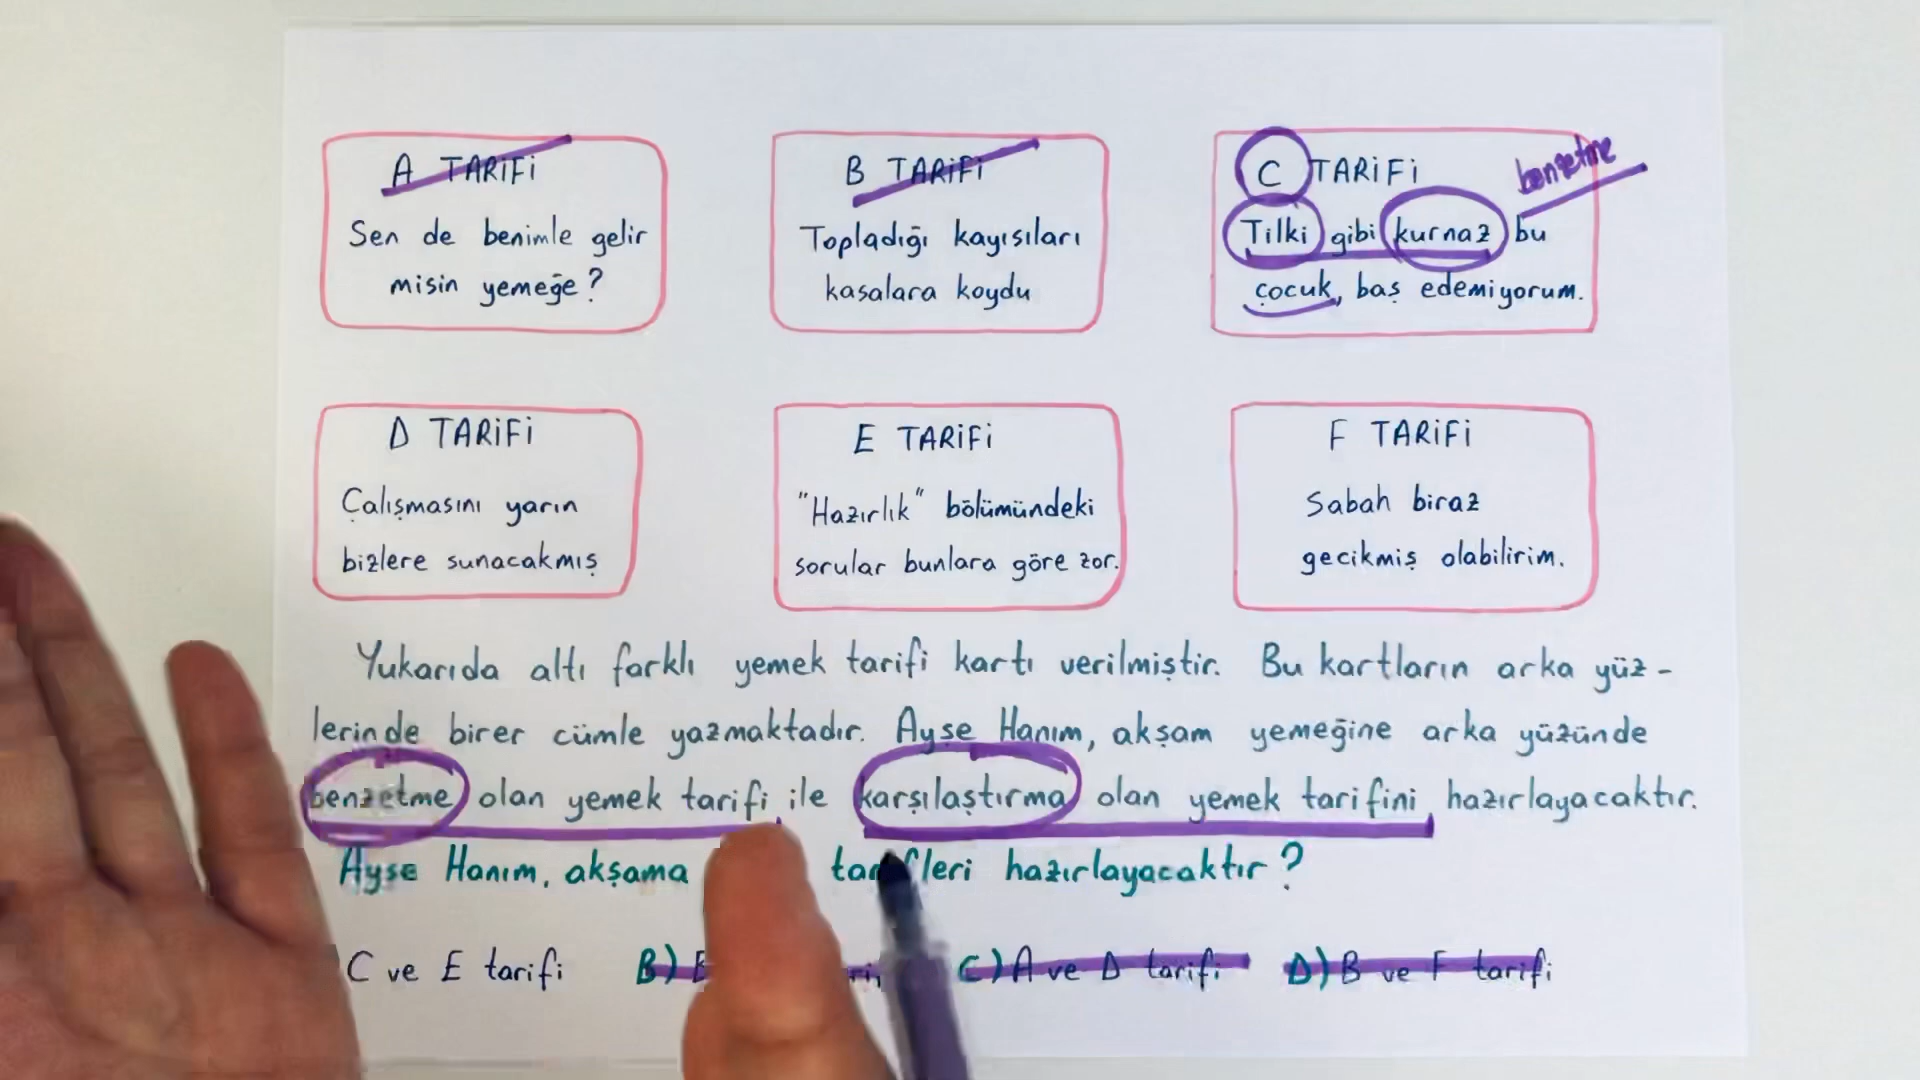 A TARİFİ
Sen de benimle gelir
misin yemeğe?
B TARİFİ
Topladığı kayısıları
kasalara koydu
C TARİFİ
benzetme
Tilki gibi kurnaz bu
çocuk, baş edemiyorum.
D TARİFİ
Çalışmasını yarın
bizlere sunacakmış
E TARİFİ
"Hazırlık" bölümündeki
sorular bunlara göre zor.
F TARİFİ
Sabah biraz
gecikmiş olabilirim.
Yukarıda altı farklı yemek tarifi kartı verilmiştir. Bu kartların arka yüz-
lerinde birer cümle yazmaktadır. Ayşe Hanım, akşam yemeğine arka yüzünde
benzetme olan yemek tarifi ile karşılaştırma olan yemek tarifini hazırlayacaktır.
Ayşe Hanım, akşama tarifleri hazırlayacaktır?
C ve E tarifi B) C) A ve D tarifi D) B ve F tarifi